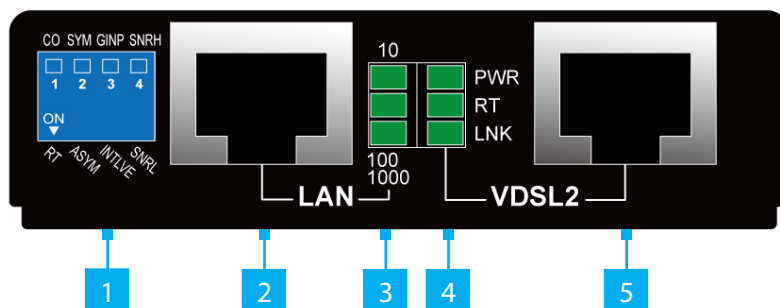 CO SYM GINP SNRH
1 2 3 4
ON
RT ASYM INTLVE SNRL
10
PWR
RT
LNK
100
1000
LAN
VDSL2
1 2 3 4 5